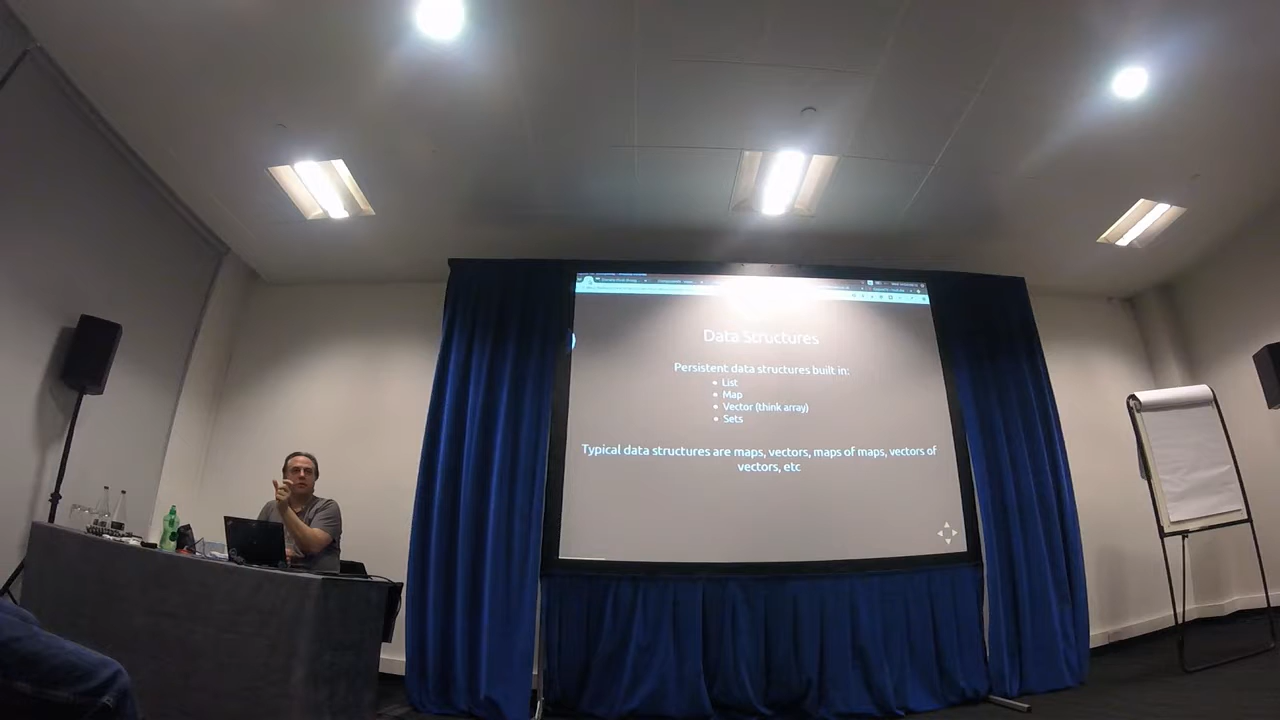 Data Structures
Persistent data structures built in:
List
Map
Vector (think array)
Sets
Typical data structures are maps, vectors, maps of maps, vectors of
vectors, etc